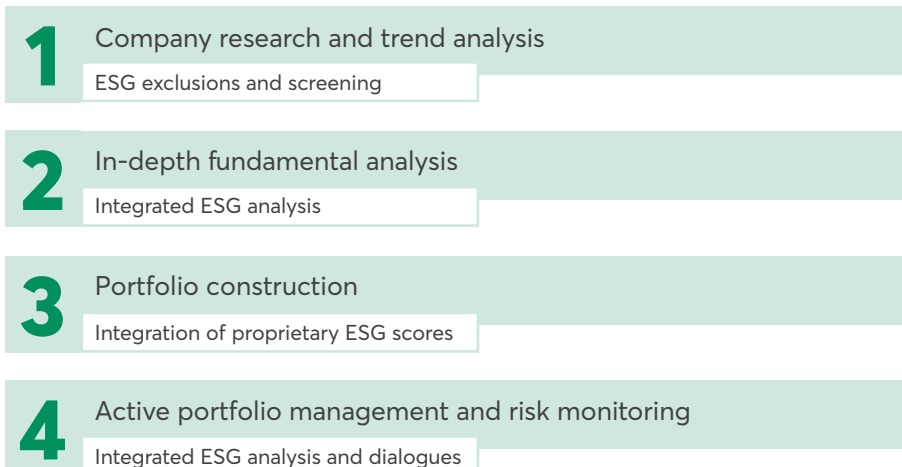 1
Company research and trend analysis
ESG exclusions and screening
2
In-depth fundamental analysis
Integrated ESG analysis
3
Portfolio construction
Integration of proprietary ESG scores
4
Active portfolio management and risk monitoring
Integrated ESG analysis and dialogues